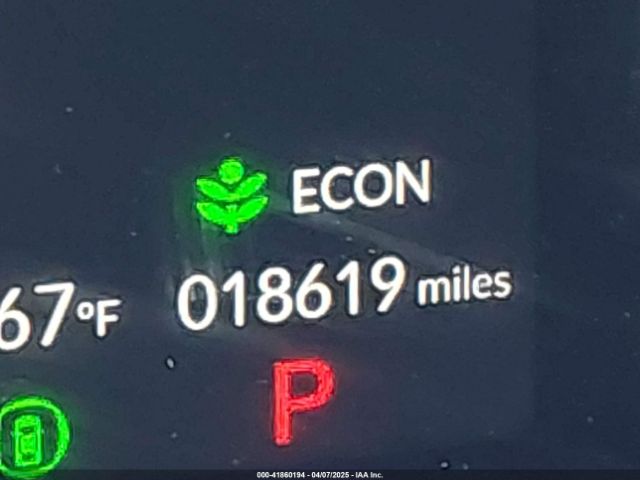 ECON
67°F 018619 miles
P
000-41860194 - 04/07/2025 - IAA Inc.